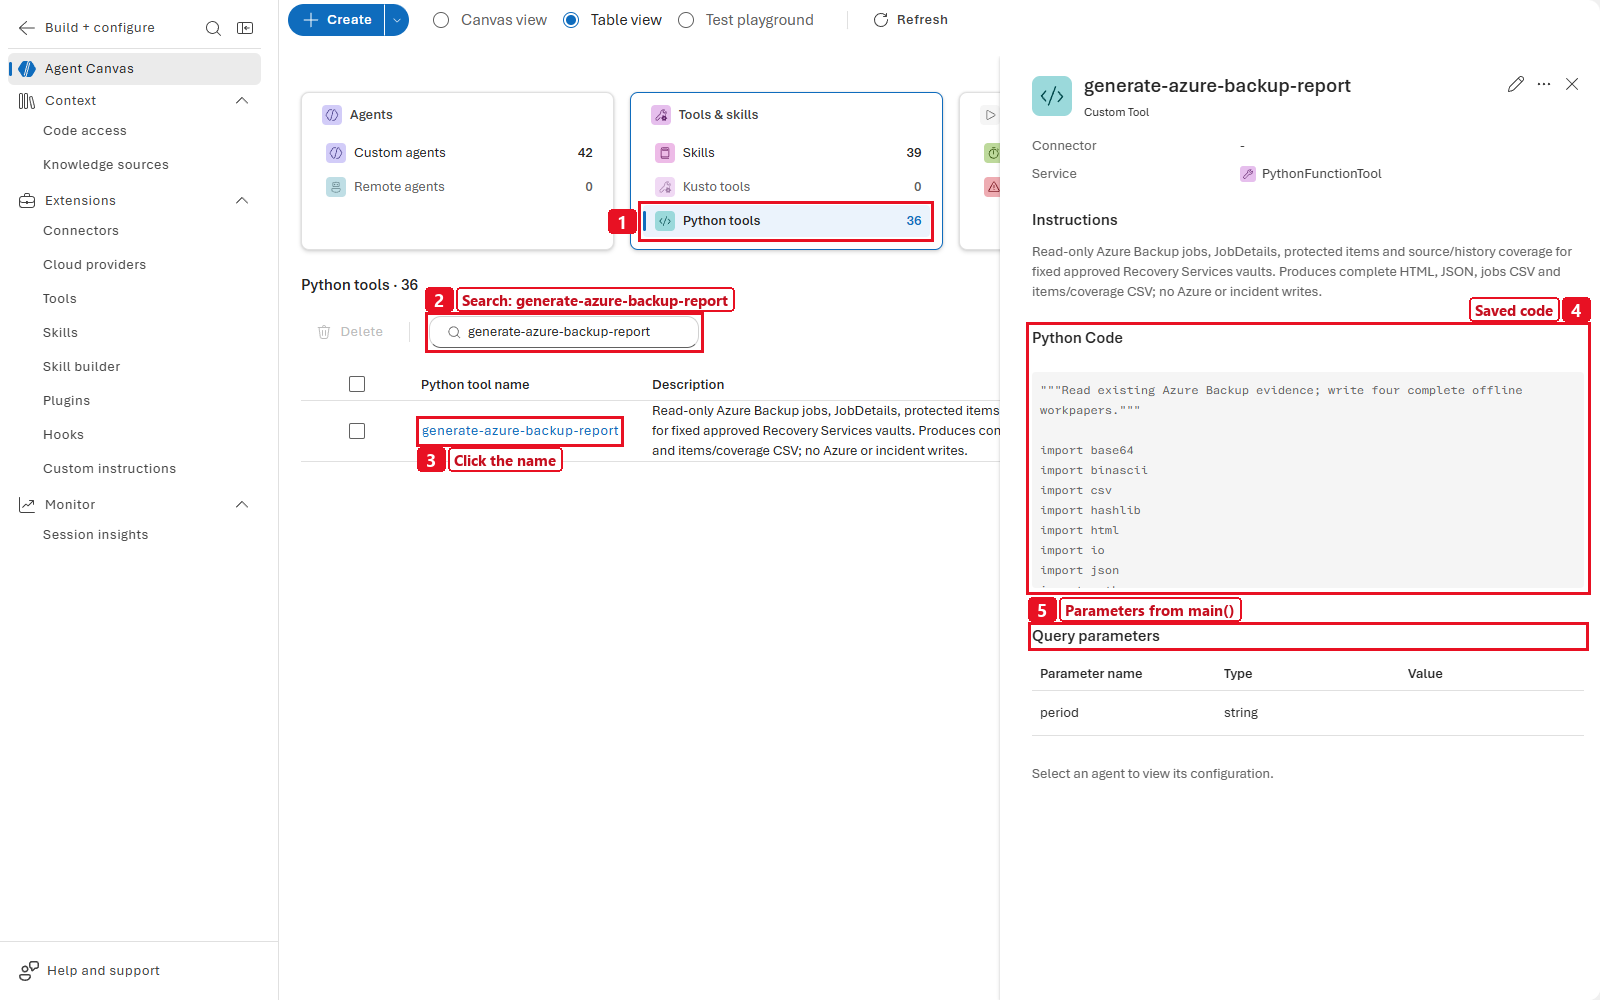 Build + configure
Agent Canvas
Context
Code access
Knowledge sources
Extensions
Connectors
Cloud providers
Tools
Skills
Skill builder
Plugins
Hooks
Custom instructions
Monitor
Session insights
Help and support
Create
Canvas view
Table view
Test playground
Refresh
Agents
Custom agents 42
Remote agents 0
Tools & skills
Skills 39
Kusto tools 0
1
Python tools 36
Python tools · 36
2 Search: generate-azure-backup-report
Delete
generate-azure-backup-report
Python tool name Description
generate-azure-backup-report
Read-only Azure Backup jobs, JobDetails, protected items
for fixed approved Recovery Services vaults. Produces con
and items/coverage CSV; no Azure or incident writes.
3 Click the name
generate-azure-backup-report
Custom Tool
Connector -
Service PythonFunctionTool
Instructions
Read-only Azure Backup jobs, JobDetails, protected items and source/history coverage for
fixed approved Recovery Services vaults. Produces complete HTML, JSON, jobs CSV and
items/coverage CSV; no Azure or incident writes.
Saved code 4
Python Code
"""Read existing Azure Backup evidence; write four complete offline
workpapers."""
import base64
import binascii
import csv
import hashlib
import html
import io
import json
5 Parameters from main()
Query parameters
Parameter name Type Value
period string
Select an agent to view its configuration.